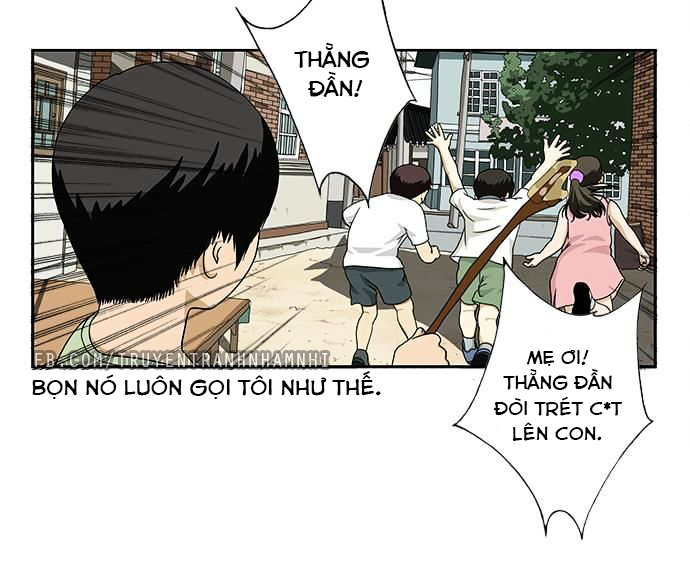 THẰNG
ĐẦN!
MẸ ƠI!
THẰNG ĐẦN
ĐÒI TRÉT C*T
LÊN CON.
FB.COM/TRUYENTRANHNHAMNHI
BỌN NÓ LUÔN GỌI TÔI NHƯ THẾ.